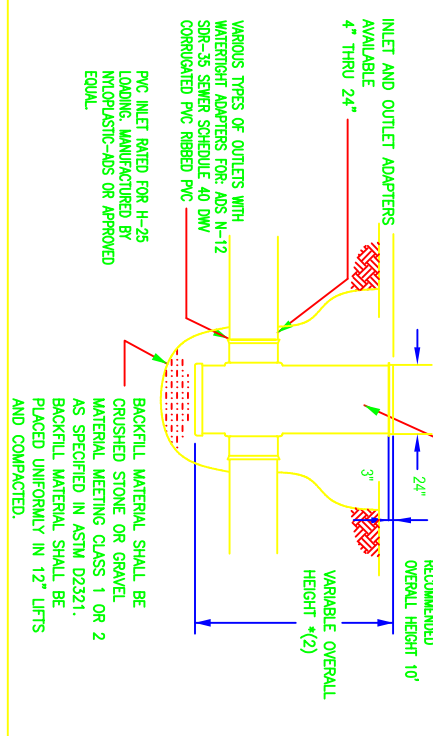 INLET AND OUTLET ADAPTERS
AVAILABLE
4" THRU 24"
VARIOUS TYPES OF OUTLETS WITH
WATERTIGHT ADAPTERS FOR: ADS N-12
SDR-35 SEWER SCHEDULE 40 DWV
CORRUGATED PVC RIBBED PVC
PVC INLET RATED FOR H-25
LOADING. MANUFACTURED BY
NYLOPLASTIC-ADS OR APPROVED
EQUAL
24"
3"
RECOMMENDED
OVERALL HEIGHT 10'
VARIABLE OVERALL
HEIGHT *(2)
BACKFILL MATERIAL SHALL BE
CRUSHED STONE OR GRAVEL
MATERIAL MEETING CLASS 1 OR 2
AS SPECIFIED IN ASTM D2321.
BACKFILL MATERIAL SHALL BE
PLACED UNIFORMLY IN 12" LIFTS
AND COMPACTED.